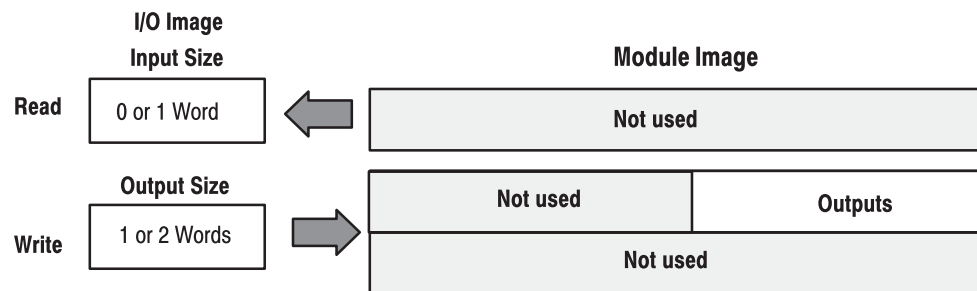 I/O Image
Input Size
Module Image
Read
0 or 1 Word
Not used
Output Size
Not used
Outputs
Write
1 or 2 Words
Not used